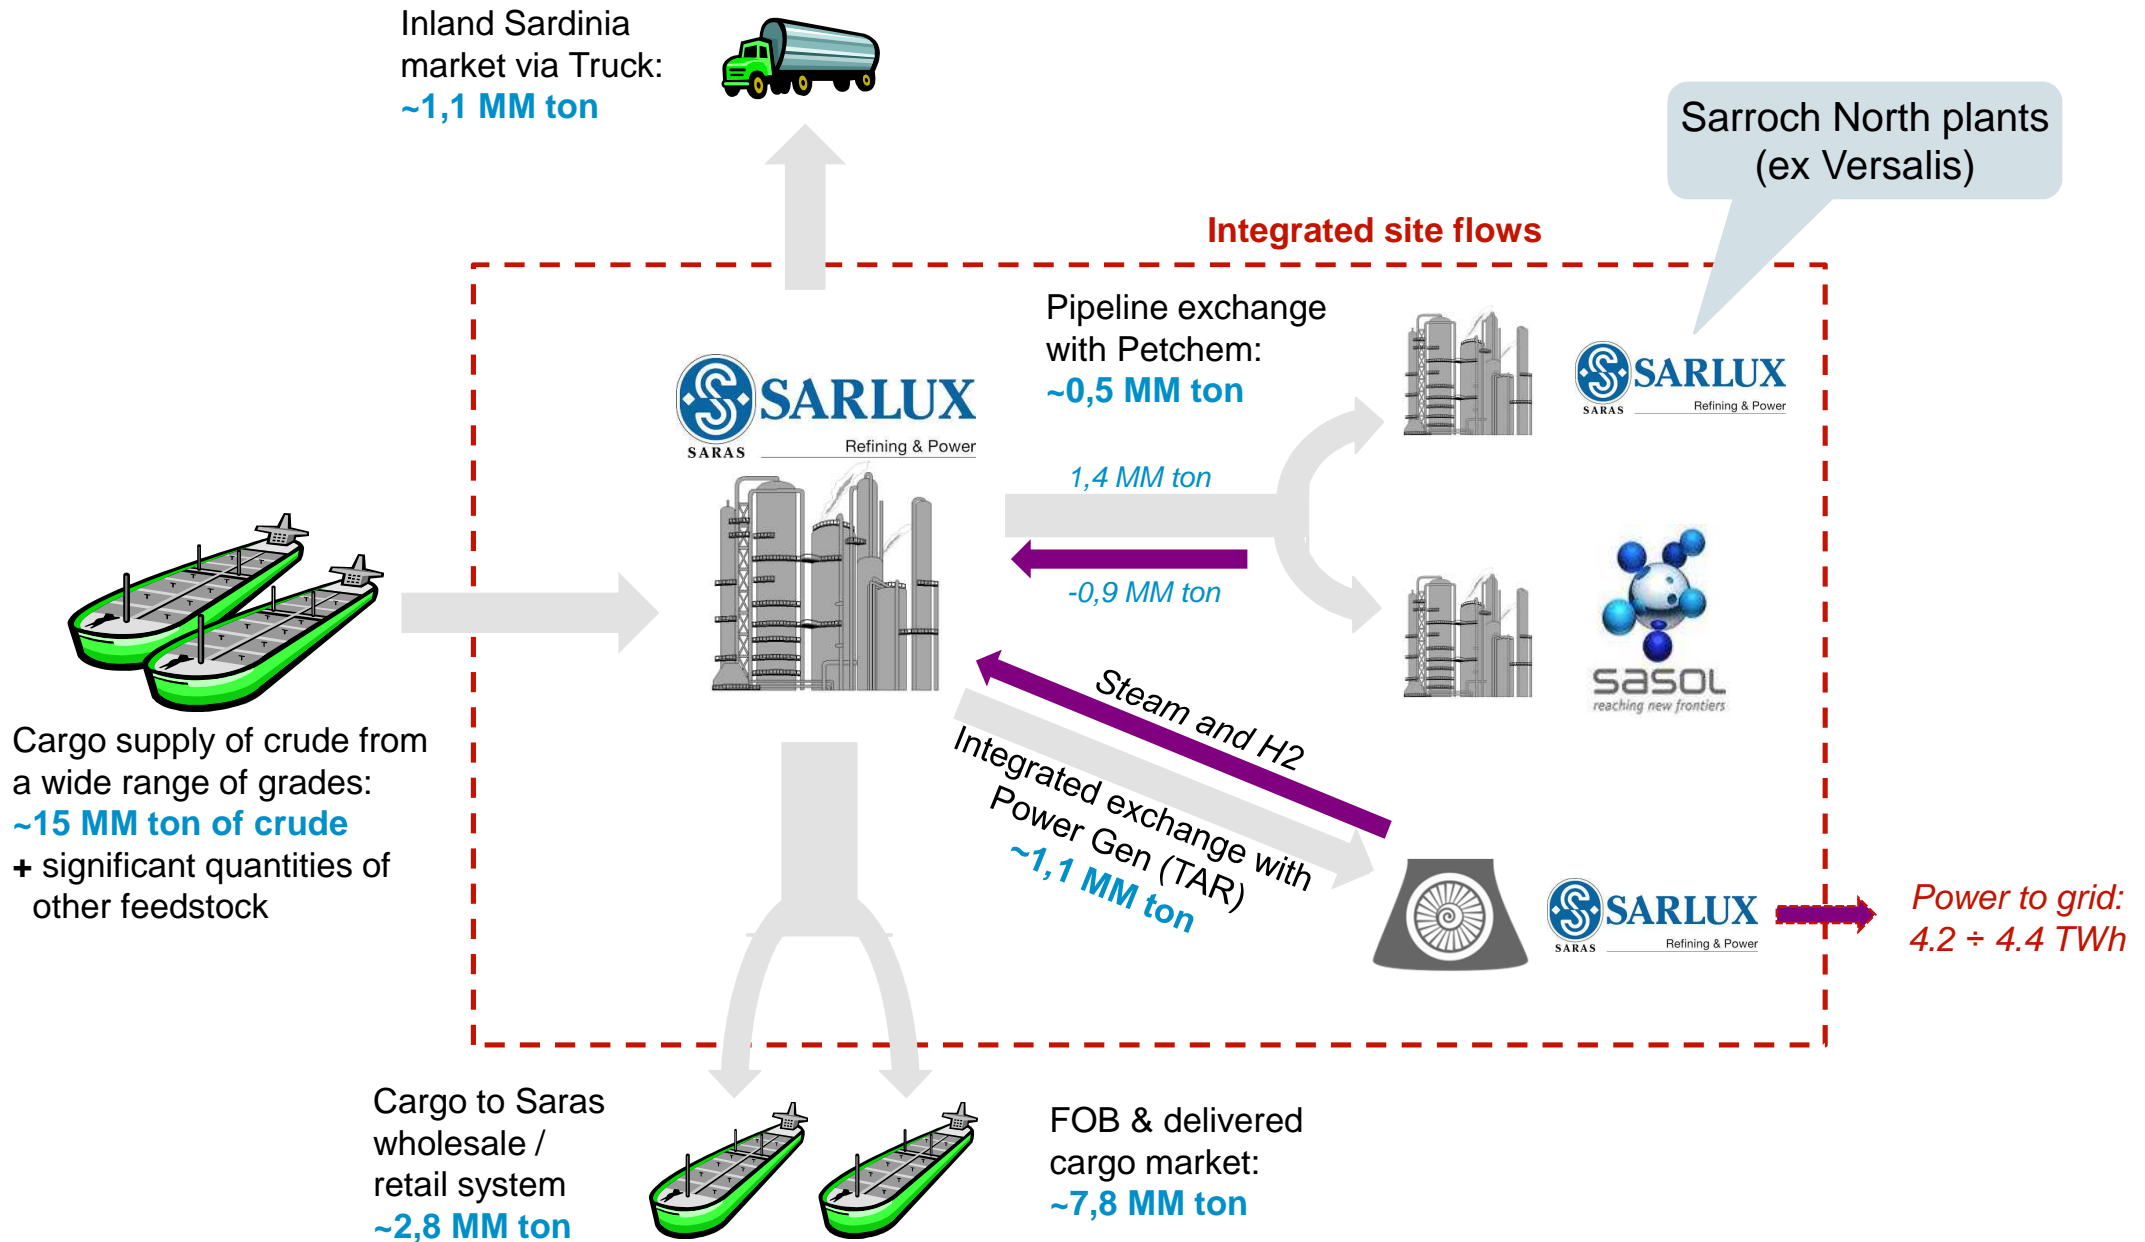 Inland Sardinia
market via Truck:
~1,1 MM ton
Sarroch North plants
(ex Versalis)
Integrated site flows
Pipeline exchange
with Petchem:
~0,5 MM ton
SARLUX
Refining & Power
SARAS
SARLUX
Refining & Power
SARAS
1,4 MM ton
-0,9 MM ton
sasol
reaching new frontiers
Cargo supply of crude from
a wide range of grades:
~15 MM ton of crude
+ significant quantities of
other feedstock
Steam and H2
Integrated exchange with
Power Gen (TAR)
~1,1 MM ton
SARLUX
Refining & Power
SARAS
Power to grid:
4.2 ÷ 4.4 TWh
Cargo to Saras
wholesale /
retail system
~2,8 MM ton
FOB & delivered
cargo market:
~7,8 MM ton